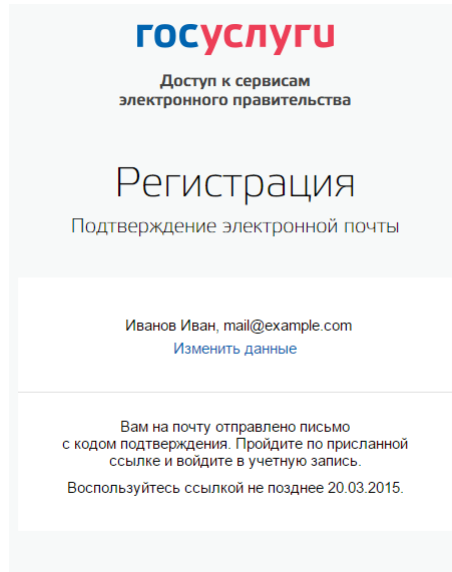 госуслуги
Доступ к сервисам
электронного правительства
Регистрация
Подтверждение электронной почты
Иванов Иван, mail@example.com
Изменить данные
Вам на почту отправлено письмо
с кодом подтверждения. Пройдите по присланной
ссылке и войдите в учетную запись.
Воспользуйтесь ссылкой не позднее 20.03.2015.